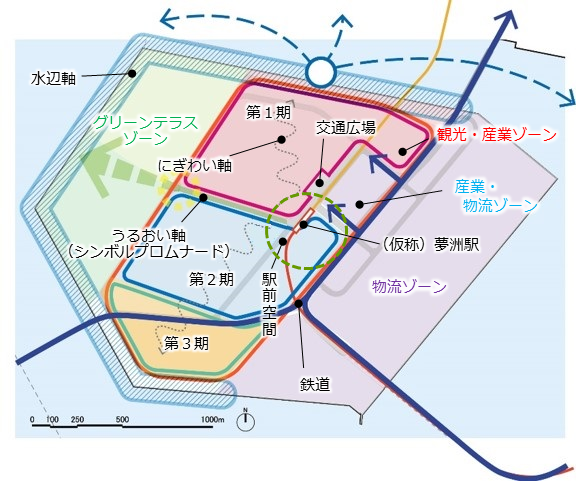 水辺軸
第１期
交通広場
グリーンテラス
ゾーン
観光・産業ゾーン
にぎわい軸
産業・
物流ゾーン
うるおい軸
（シンボルプロムナード）
（仮称）夢洲駅
第２期
駅前空間
物流ゾーン
第３期
鉄道
0 100 250 500 1000m
N